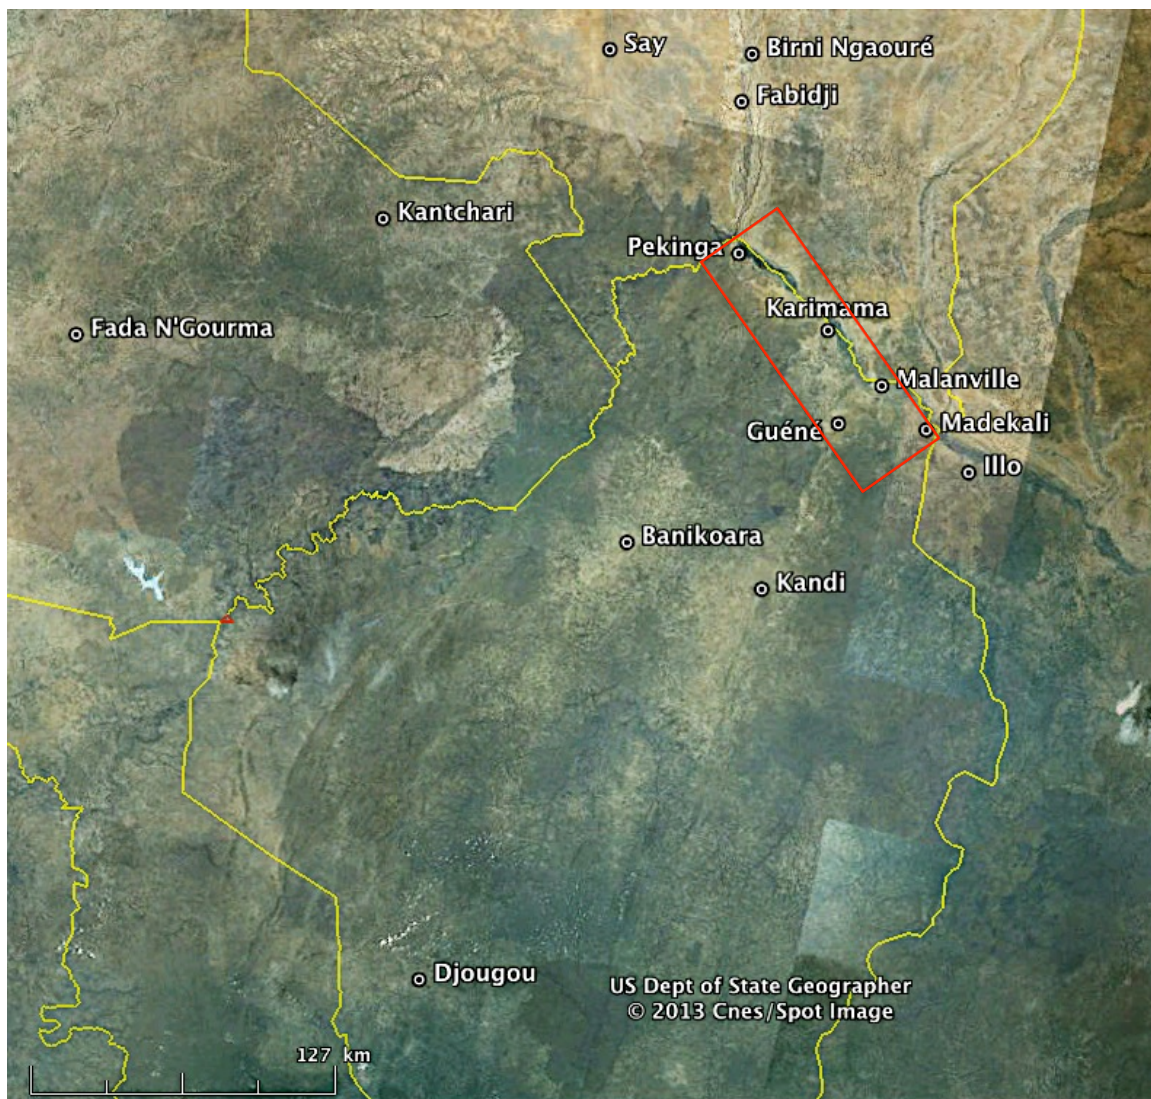 Say
Birni Ngaouré
Fabidji
Kantchari
Pekinga
Karimama
Fada N'Gourma
Malanville
Guéné
Madekali
Illo
Banikoara
Kandi
Djougou
US Dept of State Geographer
© 2013 Cnes/Spot Image
127 km